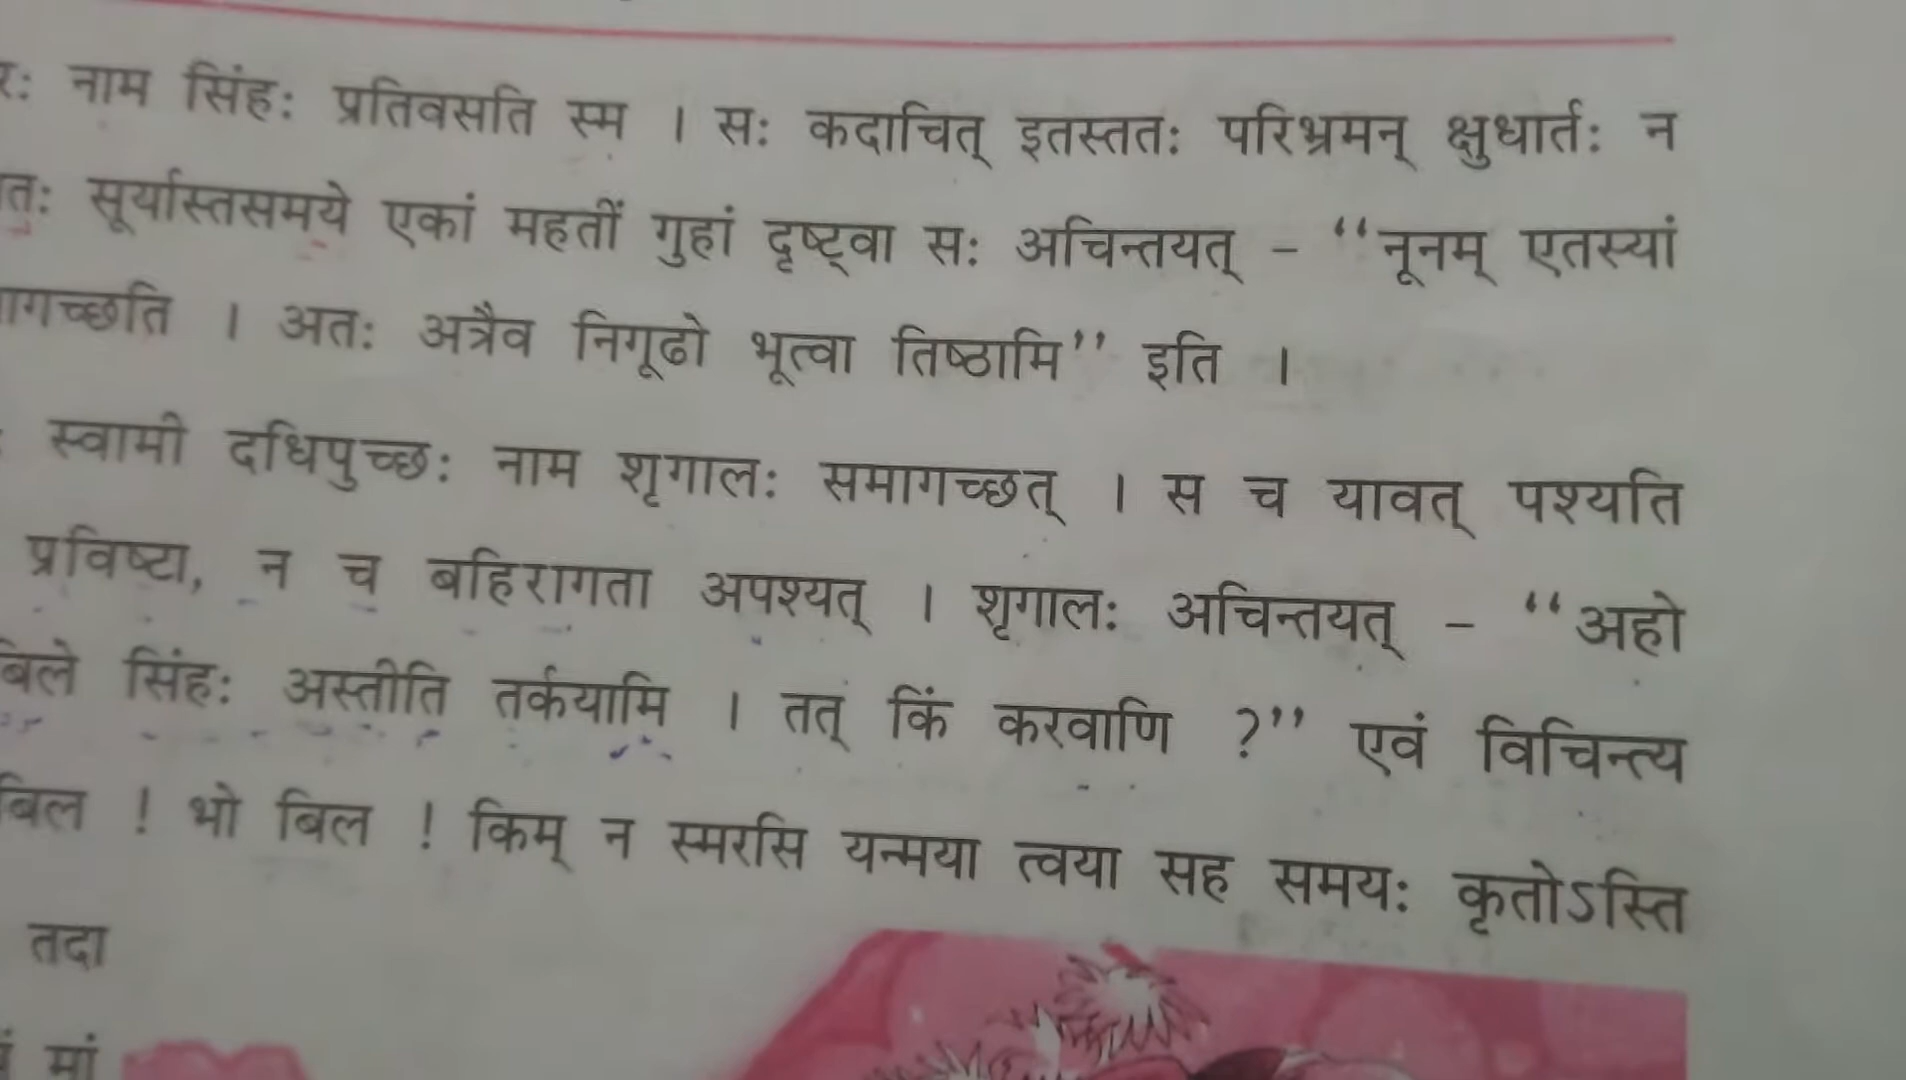 नाम सिंहः प्रतिवसति स्म । सः कदाचित् इतस्ततः परिभ्रमन् क्षुधार्तः न
सूर्यास्तसमये एकां महतीं गुहां दृष्ट्वा सः अचिन्तयत् – “नूनम् एतस्यां
। अतः अत्रैव निगूढो भूत्वा तिष्ठामि” इति ।
स्वामी दधिपुच्छः नाम शृगालः समागच्छत् । स च यावत् पश्यति
प्रविष्टा, न च बहिरागता अपश्यत् । शृगालः अचिन्तयत् – “अहो
बिले सिंहः अस्तीति तर्कयामि । तत् किं करवाणि ?” एवं विचिन्त्य
बिल ! भो बिल ! किम् न स्मरसि यन्मया त्वया सह समयः कृतोऽस्ति
तदा
मां